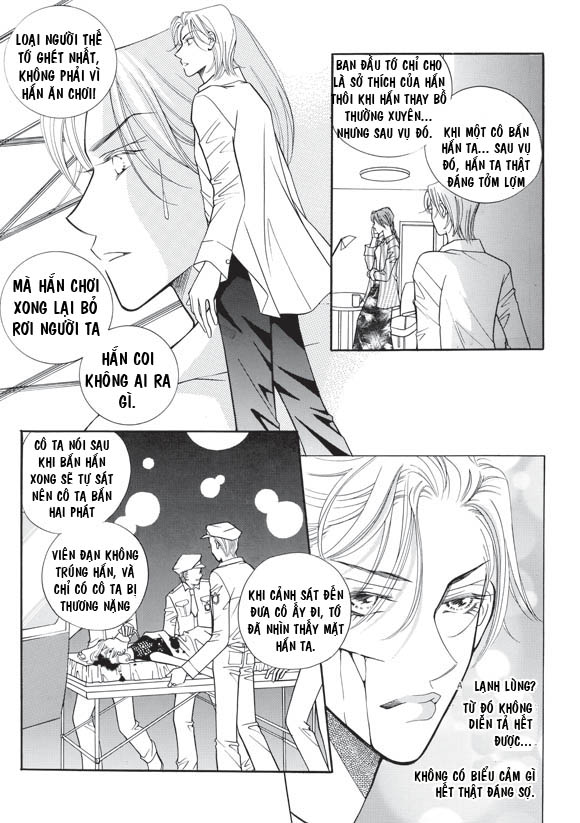 LOẠI NGƯỜI THẾ
TỚ GHÉT NHẤT,
KHÔNG PHẢI VÌ
HẮN ĂN CHƠI!
BAN ĐẦU TỚ CHỈ CHO
LÀ SỞ THÍCH CỦA HẮN
THÔI KHI HẮN THAY BỒ
THƯỜNG XUYÊN...
NHƯNG SAU VỤ ĐÓ.
KHI MỘT CÔ BẮN
HẮN TA... SAU VỤ
ĐÓ, HẮN TA THẬT
ĐÁNG TỞM LỢM
MÀ HẮN CHƠI
XONG LẠI BỎ
RƠI NGƯỜI TA
HẮN COI
KHÔNG AI RA
GÌ.
CÔ TA NÓI SAU
KHI BẮN HẮN
XONG SẼ TỰ SÁT
NÊN CÔ TA BẮN
HAI PHÁT
VIÊN ĐẠN KHÔNG
TRÚNG HẮN, VÀ
CHỈ CÓ CÔ TA BỊ
THƯƠNG NẶNG
KHI CẢNH SÁT ĐẾN
ĐƯA CÔ ẤY ĐI, TỚ
ĐÃ NHÌN THẤY MẶT
HẮN TA.
LẠNH LÙNG?
TỪ ĐÓ KHÔNG
DIỄN TẢ HẾT
ĐƯỢC...
KHÔNG CÓ BIỂU CẢM GÌ
HẾT THẬT ĐÁNG SỢ.